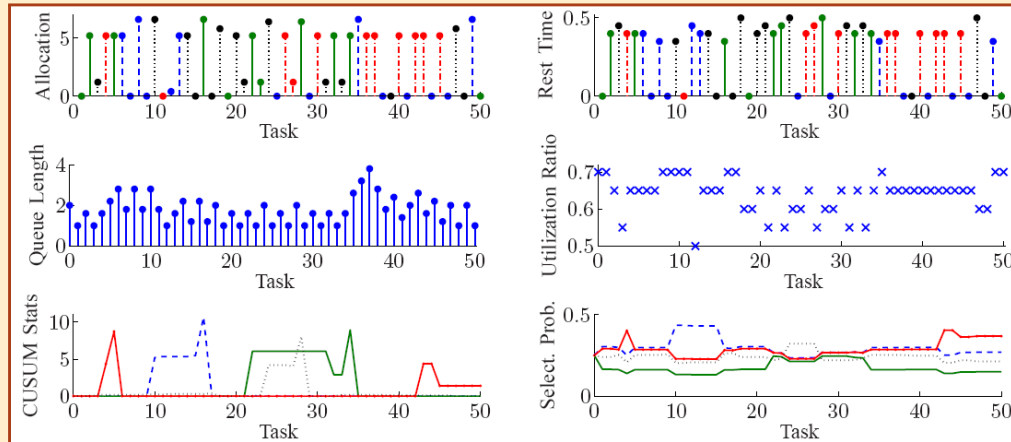 Allocation
5
0
0 10 20 30 40 50
Task
Rest Time
0.5
0
0 10 20 30 40 50
Task
Queue Length
4
2
0
0 10 20 30 40 50
Task
Utilization Ratio
0.7
0.6
0.5
0 10 20 30 40 50
Task
CUSUM Stats
10
5
0
0 10 20 30 40 50
Task
Select. Prob.
0.5
0
0 10 20 30 40 50
Task